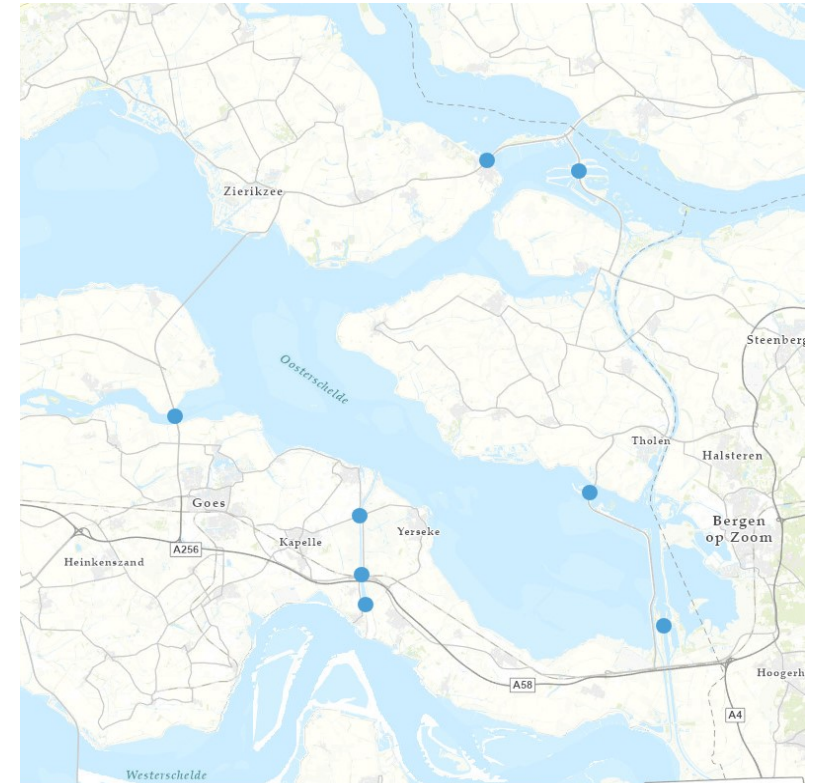 Zierikzee
Steenberg
Oosterschelde
Tholen
Halsteren
Goes
Bergen
op Zoom
Kapelle
Yerseke
A256
Heinkenszand
Hoogerh
A58
A4
Westerschelde